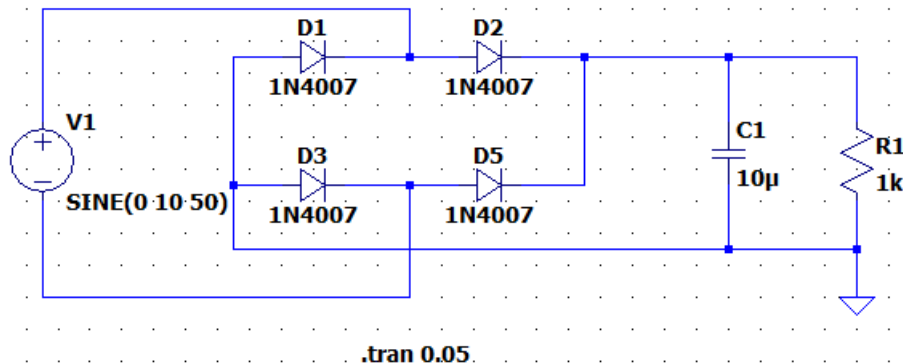 D1
D2
1N4007
1N4007
V1
+
−
SINE(0 10 50)
D3
D5
1N4007
1N4007
C1
10µ
R1
1k
.tran 0.05